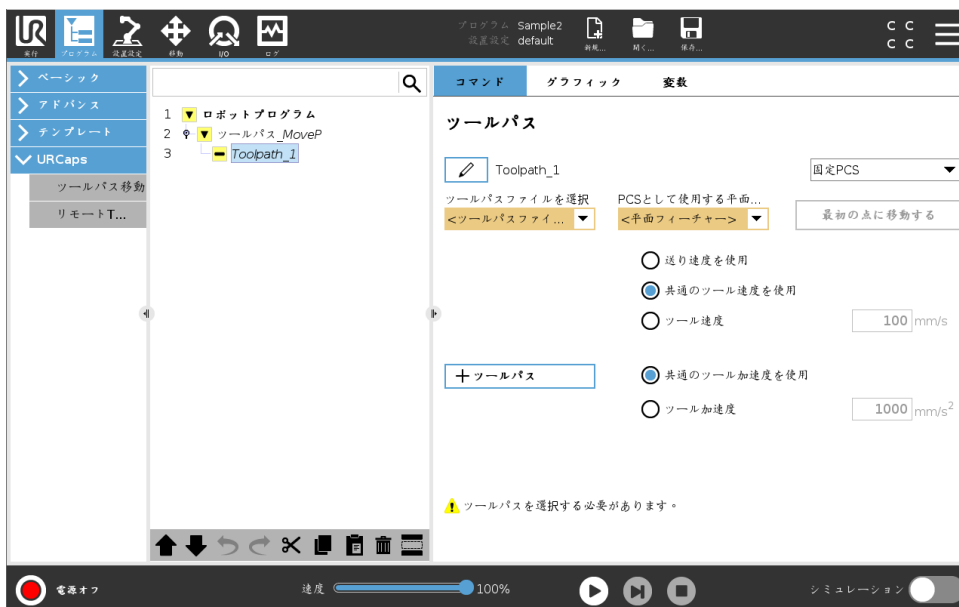 UR
プログラム Sample2
設置設定 default
実行 プログラム 設置設定 移動 I/O ログ
新規... 開く... 保存...
C C
C C
ベーシック
アドバンス
テンプレート
URCaps
ツールパス移動
リモートT...
1 ロボットプログラム
2 ツールパス_MoveP
3 Toolpath_1
コマンド グラフィック 変数
ツールパス
Toolpath_1
固定PCS
ツールパスファイルを選択 PCSとして使用する平面...
<ツールパスファイ... <平面フィーチャー>
最初の点に移動する
送り速度を使用
共通のツール速度を使用
ツール速度 100 mm/s
+ツールパス
共通のツール加速度を使用
ツール加速度 1000 mm/s²
ツールパスを選択する必要があります。
電源オフ
速度 100%
シミュレーション